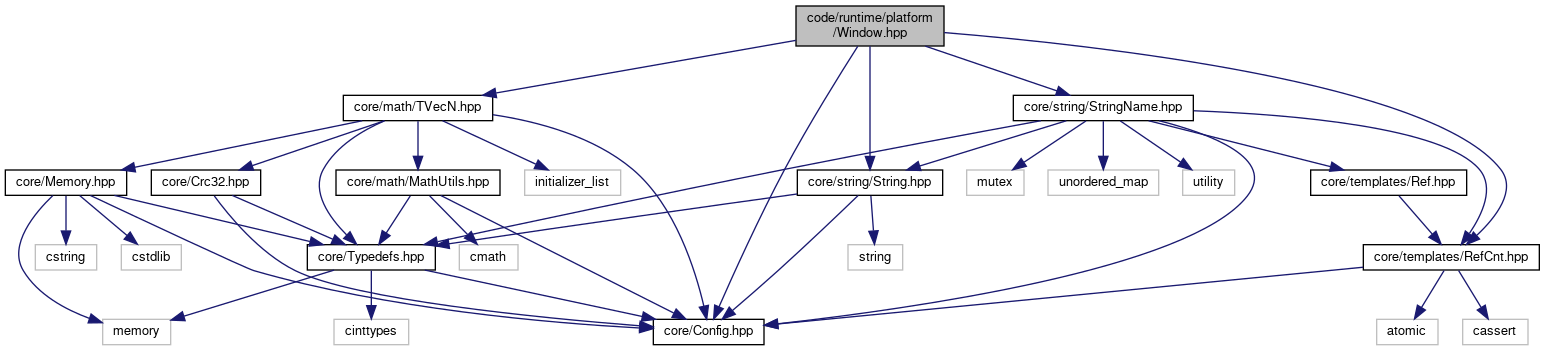 code/runtime/platform
/Window.hpp
core/math/TVecN.hpp
core/string/StringName.hpp
core/Memory.hpp
core/Crc32.hpp
core/math/MathUtils.hpp
initializer_list
core/string/String.hpp
mutex
unordered_map
utility
core/templates/Ref.hpp
cstring
cstdlib
core/Typedefs.hpp
cmath
string
core/templates/RefCnt.hpp
memory
cinttypes
core/Config.hpp
atomic
cassert